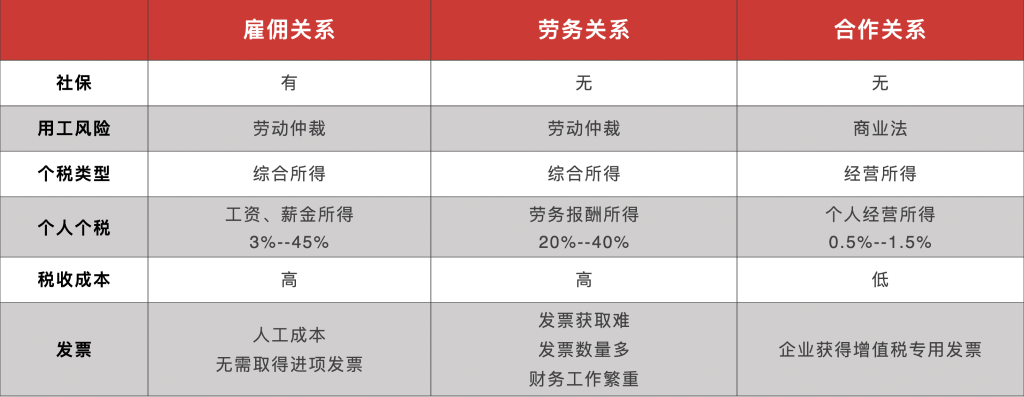 雇佣关系 劳务关系 合作关系
社保 有 无 无
用工风险 劳动仲裁 劳动仲裁 商业法
个税类型 综合所得 综合所得 经营所得
个人个税 工资、薪金所得 劳务报酬所得 个人经营所得
3%--45% 20%--40% 0.5%--1.5%
税收成本 高 高 低
发票 人工成本 发票获取难 企业获得增值税专用发票
无需取得进项发票 发票数量多
财务工作繁重